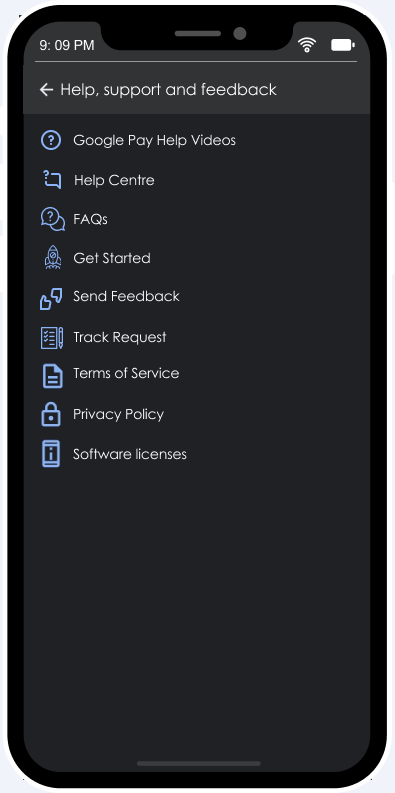 9: 09 PM
Help, support and feedback
Google Pay Help Videos
Help Centre
FAQs
Get Started
Send Feedback
Track Request
Terms of Service
Privacy Policy
Software licenses